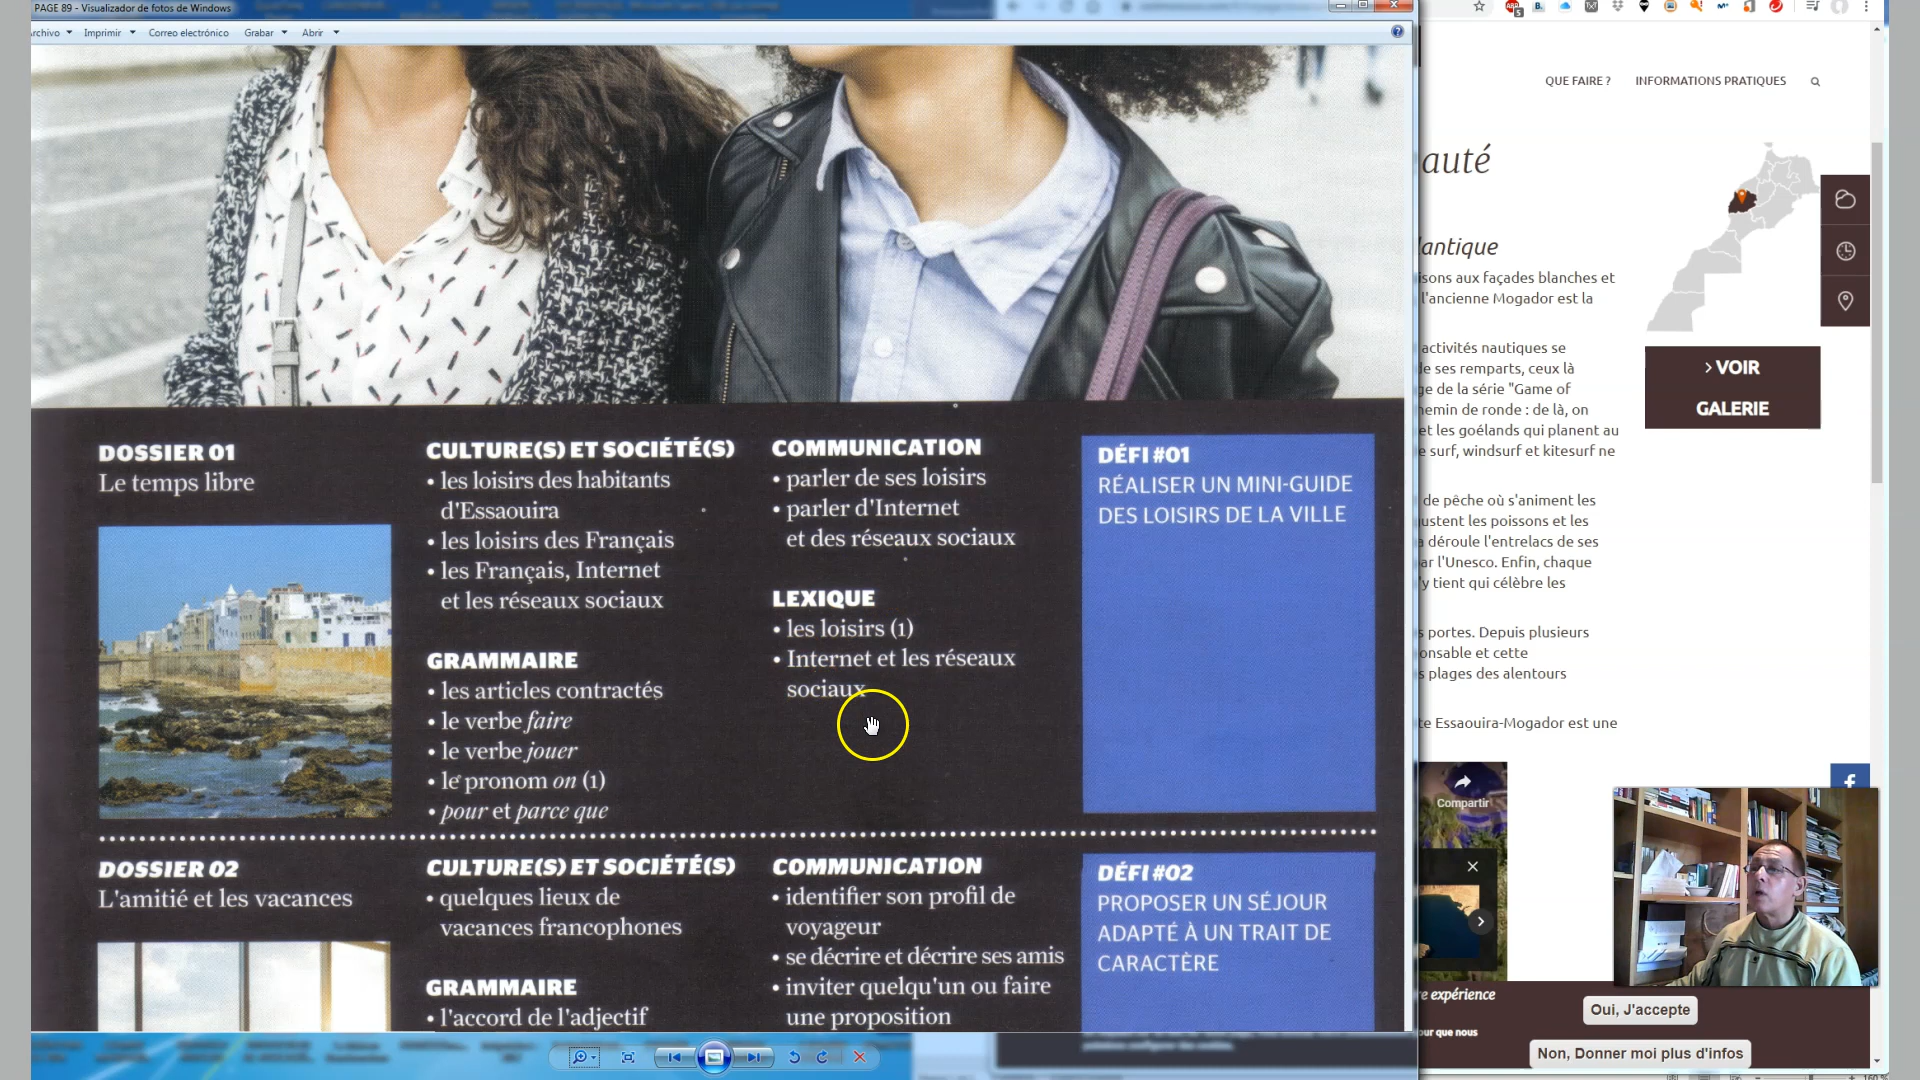 PAGE 89 - Visualizador de fotos de Windows
Imprimir
Correo electrónico
Grabar
Abrir
DOSSIER 01
Le temps libre
CULTURE(S) ET SOCIÉTÉ(S)
• les loisirs des habitants
d'Essaouira
• les loisirs des Français
• les Français, Internet
et les réseaux sociaux
GRAMMAIRE
• les articles contractés
• le verbe faire
• le verbe jouer
• le pronom on (1)
• pour et parce que
COMMUNICATION
• parler de ses loisirs
• parler d'Internet
et des réseaux sociaux
LEXIQUE
• les loisirs (1)
• Internet et les réseaux
sociaux
DÉFI #01
RÉALISER UN MINI-GUIDE
DES LOISIRS DE LA VILLE
DOSSIER 02
L'amitié et les vacances
CULTURE(S) ET SOCIÉTÉ(S)
• quelques lieux de
vacances francophones
GRAMMAIRE
• l'accord de l'adjectif
COMMUNICATION
• identifier son profil de
voyageur
• se décrire et décrire ses amis
• inviter quelqu'un ou faire
une proposition
DÉFI #02
PROPOSER UN SÉJOUR
ADAPTÉ À UN TRAIT DE
CARACTÈRE
QUE FAIRE ?
INFORMATIONS PRATIQUES
auté
lantique
isons aux façades blanches et
l'ancienne Mogador est la
activités nautiques se
de ses remparts, ceux là
ge de la série "Game of
hemin de ronde : de là, on
et les goélands qui planent au
e surf, windsurf et kitesurf ne
de pêche où s'animent les
ustent les poissons et les
a déroule l'entrelacs de ses
ar l'Unesco. Enfin, chaque
'y tient qui célèbre les
s portes. Depuis plusieurs
onsable et cette
s plages des alentours
te Essaouira-Mogador est une
> VOIR
GALERIE
Compartir
re expérience
our que nous
Oui, J'accepte
Non, Donner moi plus d'infos
160 %